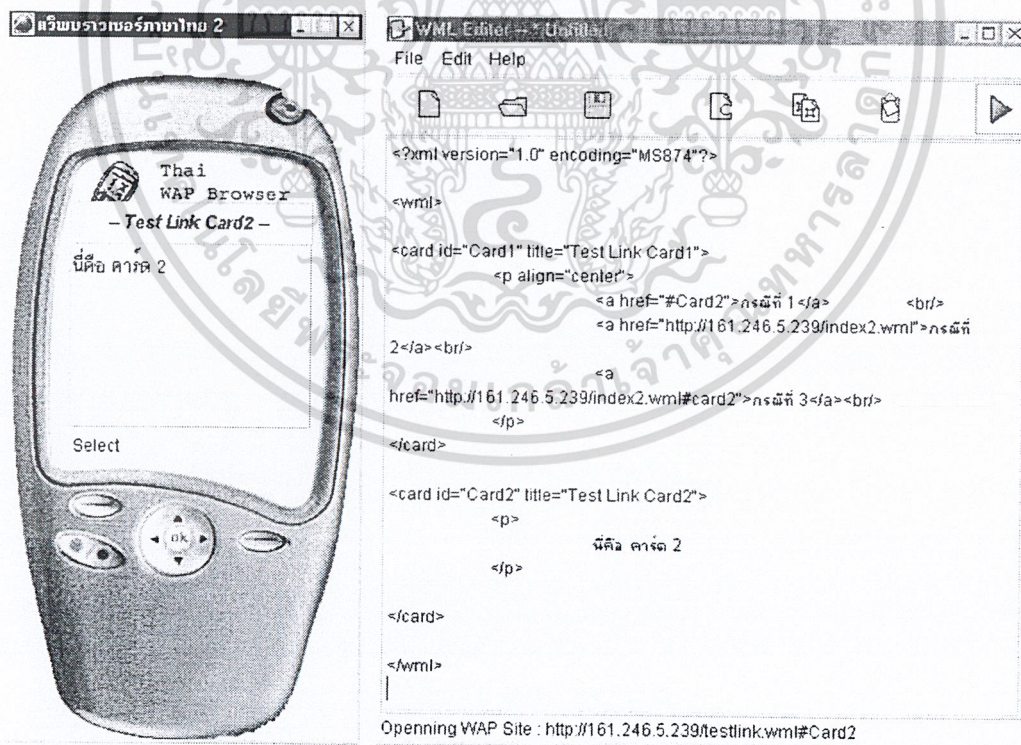 แว๊พบราวเซอร์ภาษาไทย 2
Thai
WAP Browser
– Test Link Card2 –
นี่คือ คาร์ด 2
Select
ok
WML Editor -- *Untitled
File Edit Help
<?xml version="1.0" encoding="MS874"?>
<wml>
<card id="Card1" title="Test Link Card1">
<p align="center">
<a href="#Card2">กรณีที่ 1</a> <br/>
<a href="http://161.246.5.239/index2.wml">กรณีที่
2</a><br/>
<a
href="http://161.246.5.239/index2.wml#card2">กรณีที่ 3</a><br/>
</p>
</card>
<card id="Card2" title="Test Link Card2">
<p>
นี่คือ คาร์ด 2
</p>
</card>
</wml>
Openning WAP Site : http://161.246.5.239/testlink.wml#Card2